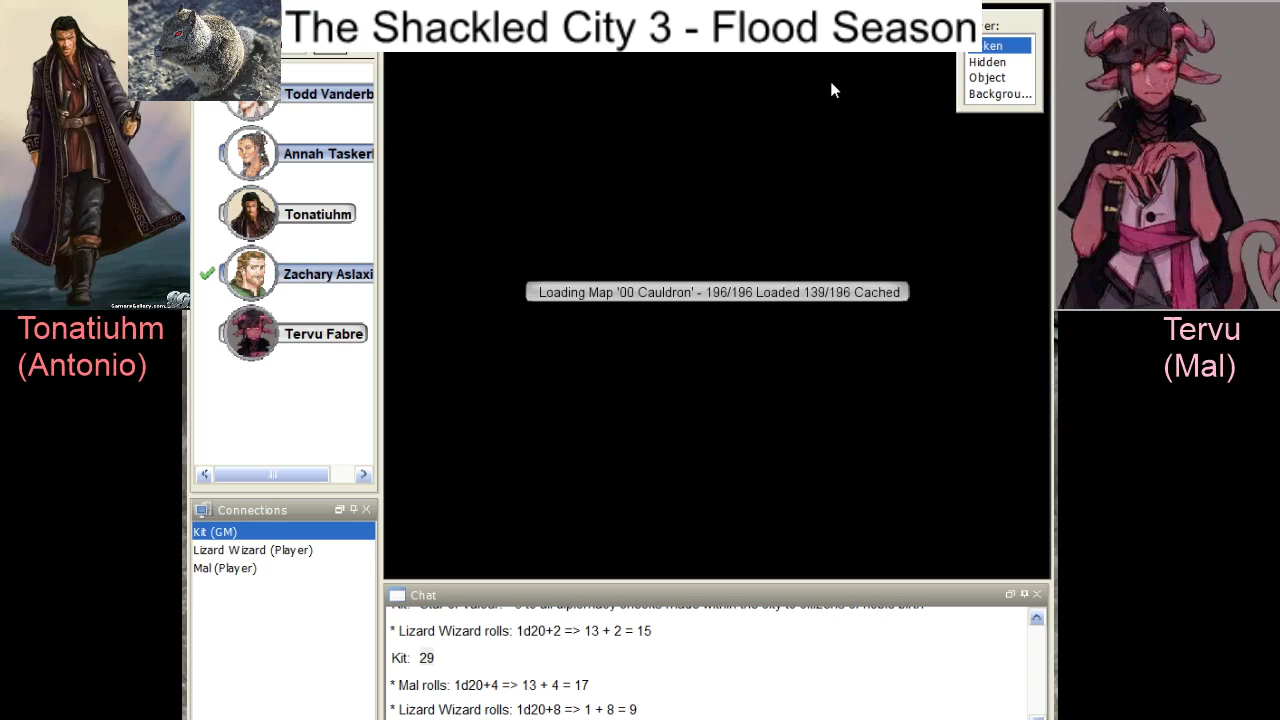 The Shackled City 3 - Flood Season
Todd Vanderb
Annah Taskerl
Tonatiuhm
Zachary Aslaxi
Tervu Fabre
er:
ken
Hidden
Object
Backgrou...
Loading Map '00 Cauldron' - 196/196 Loaded 139/196 Cached
Tonatiuhm
(Antonio)
Tervu
(Mal)
Connections
Kit (GM)
Lizard Wizard (Player)
Mal (Player)
Chat
* Lizard Wizard rolls: 1d20+2 => 13 + 2 = 15
Kit: 29
* Mal rolls: 1d20+4 => 13 + 4 = 17
* Lizard Wizard rolls: 1d20+8 => 1 + 8 = 9